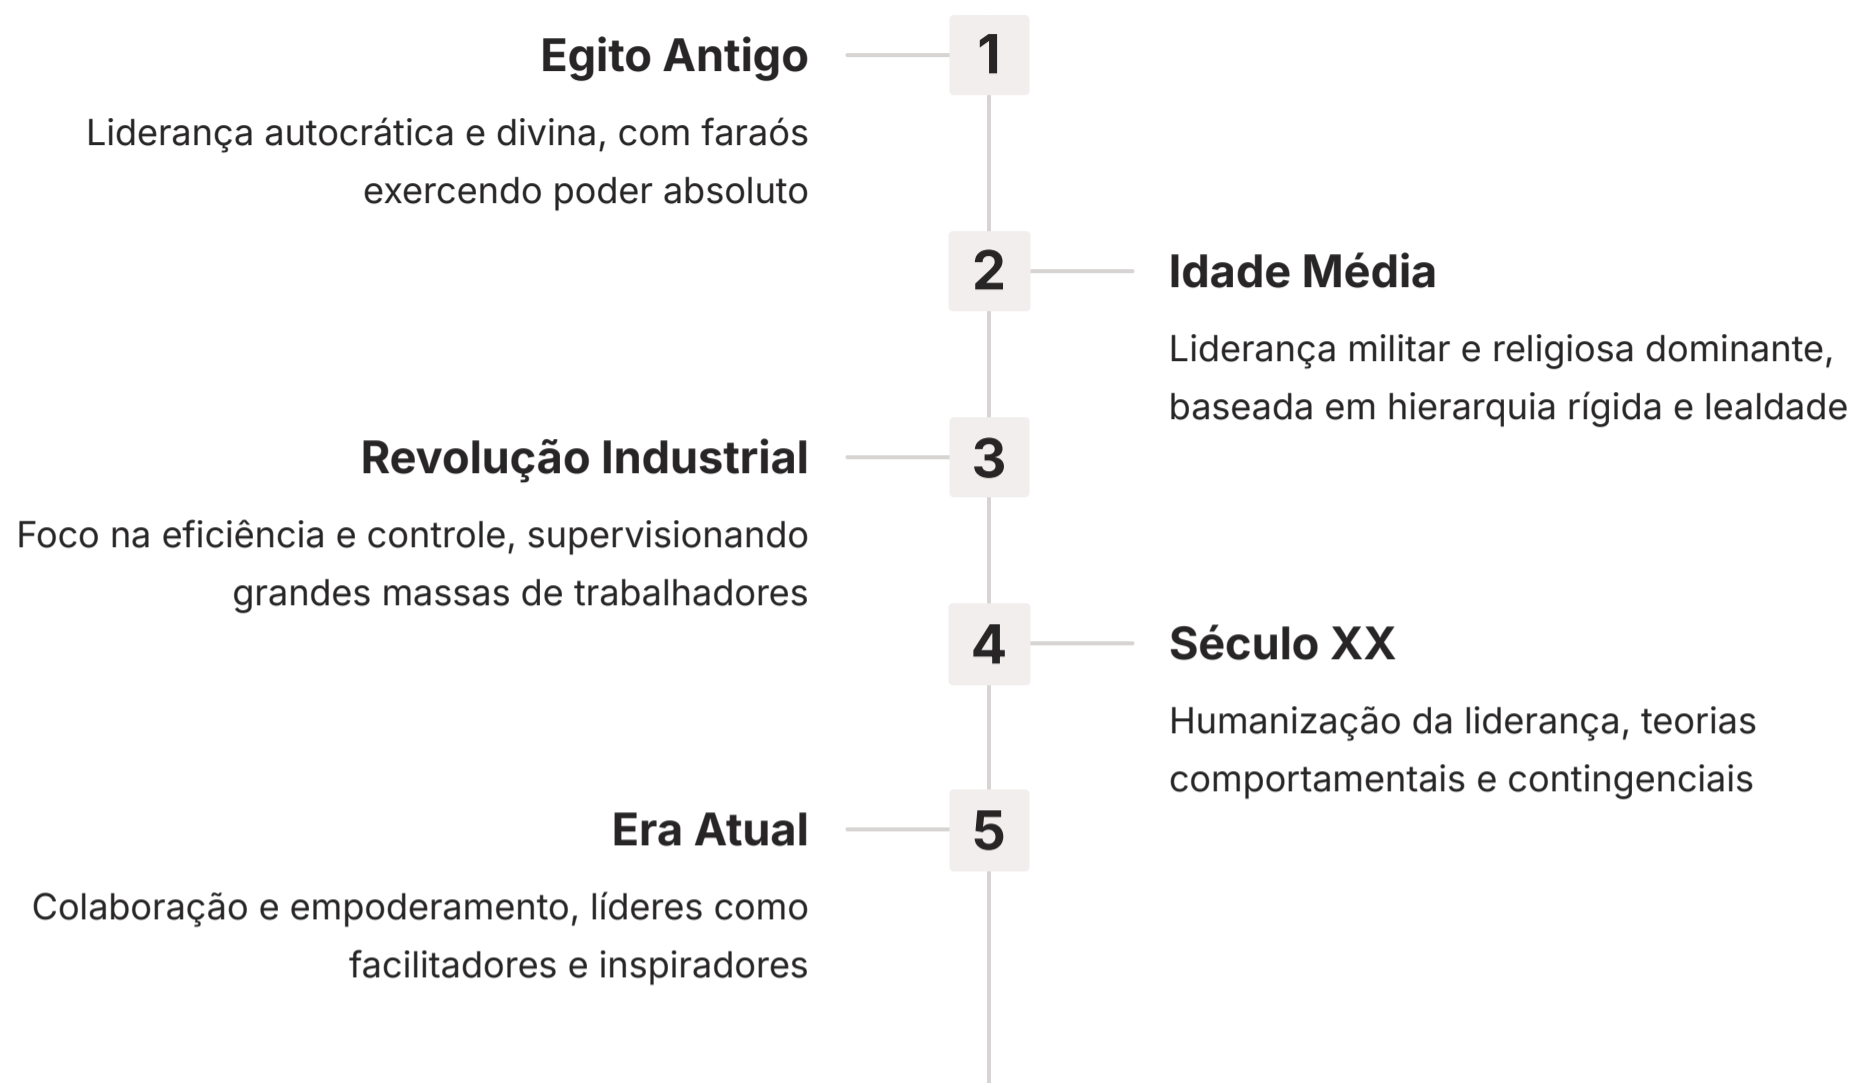 Egito Antigo
1
Liderança autocrática e divina, com faraós
exercendo poder absoluto
2
Idade Média
Liderança militar e religiosa dominante,
baseada em hierarquia rígida e lealdade
Revolução Industrial
3
Foco na eficiência e controle, supervisionando
grandes massas de trabalhadores
4
Século XX
Humanização da liderança, teorias
comportamentais e contingenciais
Era Atual
5
Colaboração e empoderamento, líderes como
facilitadores e inspiradores